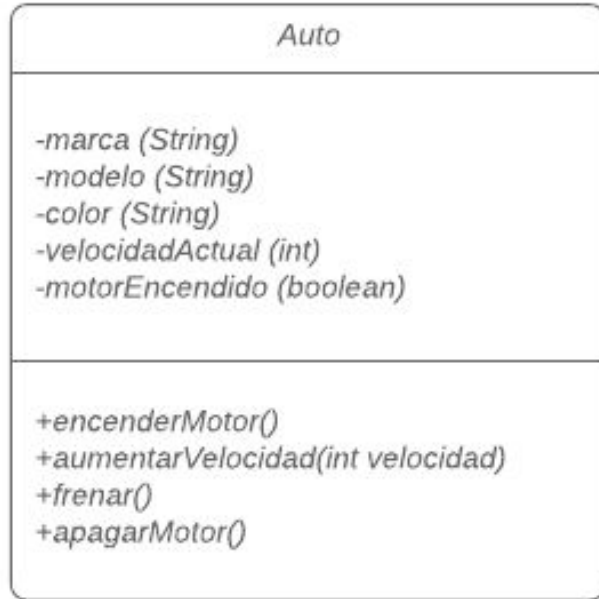 Auto
-marca (String)
-modelo (String)
-color (String)
-velocidadActual (int)
-motorEncendido (boolean)
+encenderMotor()
+aumentarVelocidad(int velocidad)
+frenar()
+apagarMotor()